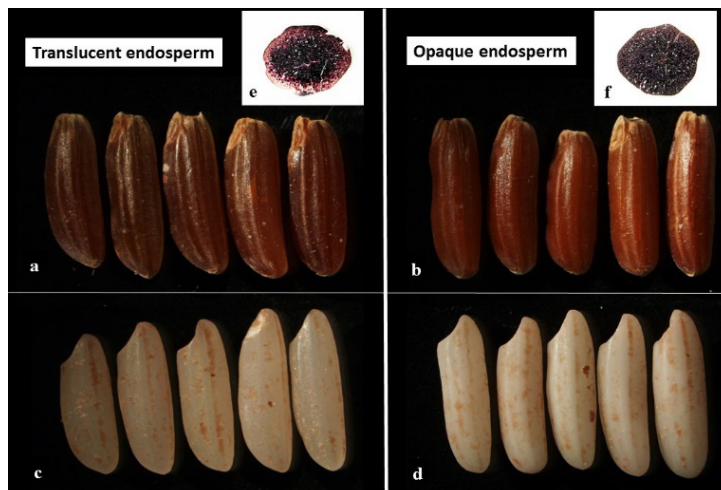 Translucent endosperm
e
Opaque endosperm
f
a
b
c
d